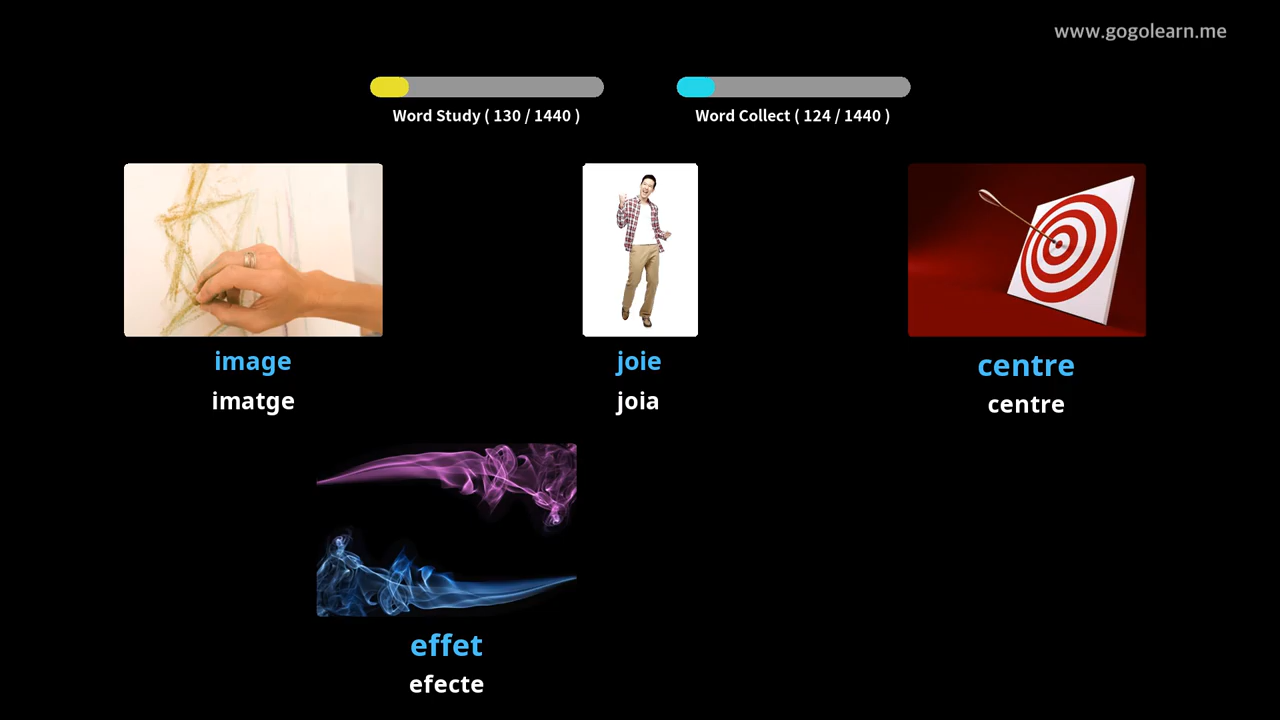 www.gogolearn.me
Word Study ( 130 / 1440 )
Word Collect ( 124 / 1440 )
image
imatge
joie
joia
centre
centre
effet
efecte